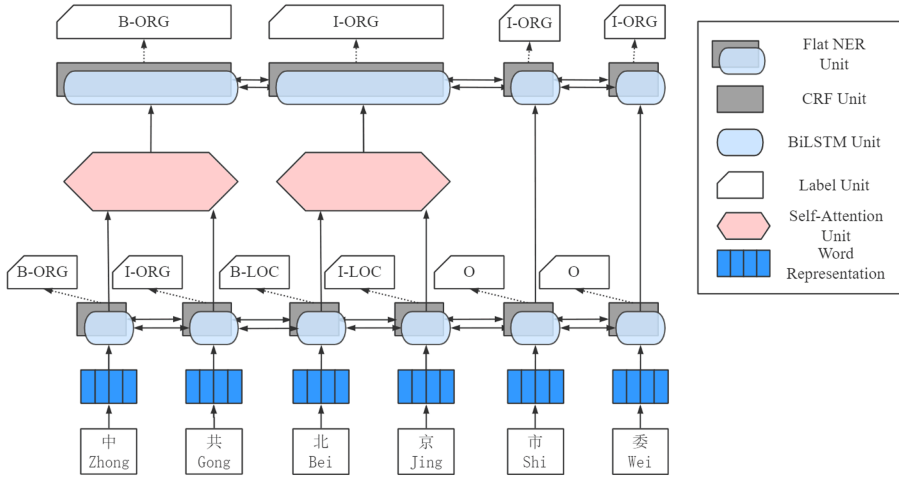 B-ORG
I-ORG
I-ORG
I-ORG
B-ORG
I-ORG
B-LOC
I-LOC
O
O
中
Zhong
共
Gong
北
Bei
京
Jing
市
Shi
委
Wei
Flat NER
Unit
CRF Unit
BiLSTM Unit
Label Unit
Self-Attention
Unit
Word
Representation